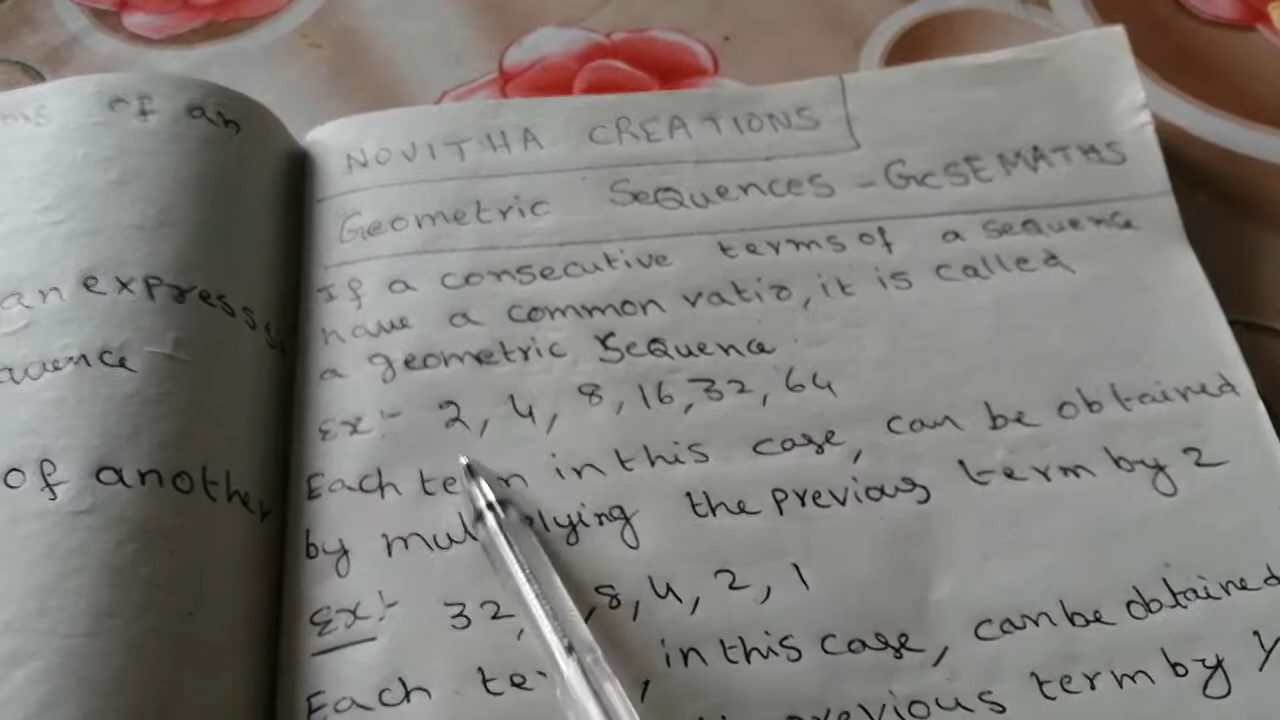 ms of an
an express
quence
of another
NOVITHA CREATIONS
Geometric SeQuences - GCSE MATHS
If a consecutive terms of a sequence
have a common ratio, it is called
a geometric SeQuence.
Ex:- 2, 4, 8, 16, 32, 64
Each term in this case, can be obtained
by multiplying the previous term by 2
Ex:- 32, , 8, 4, 2, 1
Each te in this case, can be obtained
previous term by